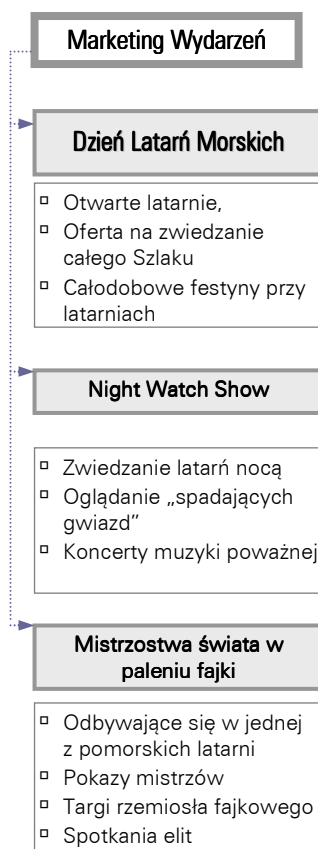 Marketing Wydarzeń
Dzień Latarń Morskich
Otwarte latarnie,
Oferta na zwiedzanie
całego Szlaku
Całodobowe festyny przy
latarniach
Night Watch Show
Zwiedzanie latarń nocą
Oglądanie „spadających
gwiazd”
Koncerty muzyki poważnej
Mistrzostwa świata w
paleniu fajki
Odbywające się w jednej
z pomorskich latarni
Pokazy mistrzów
Targi rzemiosła fajkowego
Spotkania elit